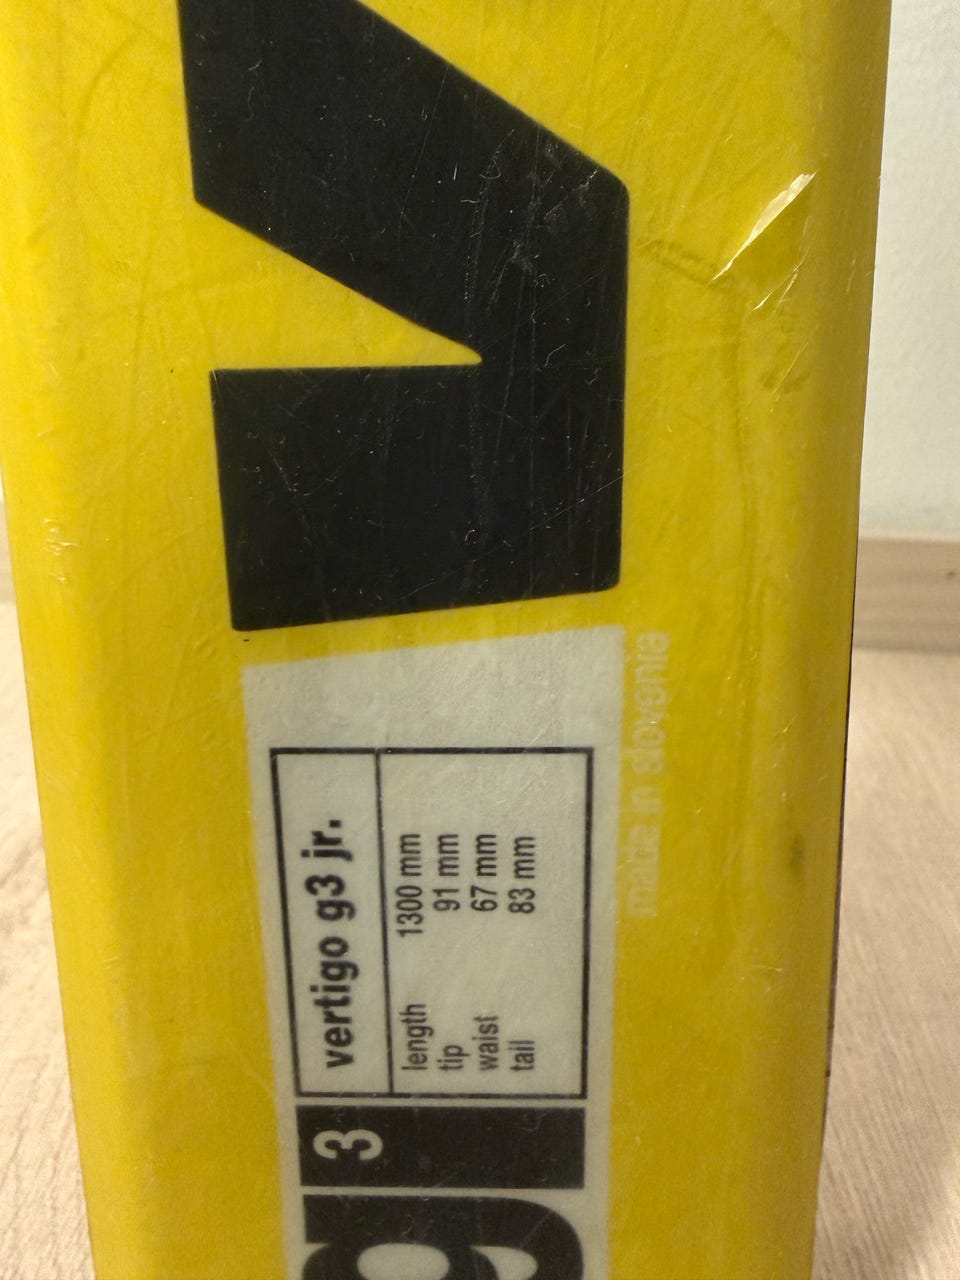 vertigo g3 jr.
length 1300 mm
tip 91 mm
waist 67 mm
tail 83 mm
made in slovenia
g 3